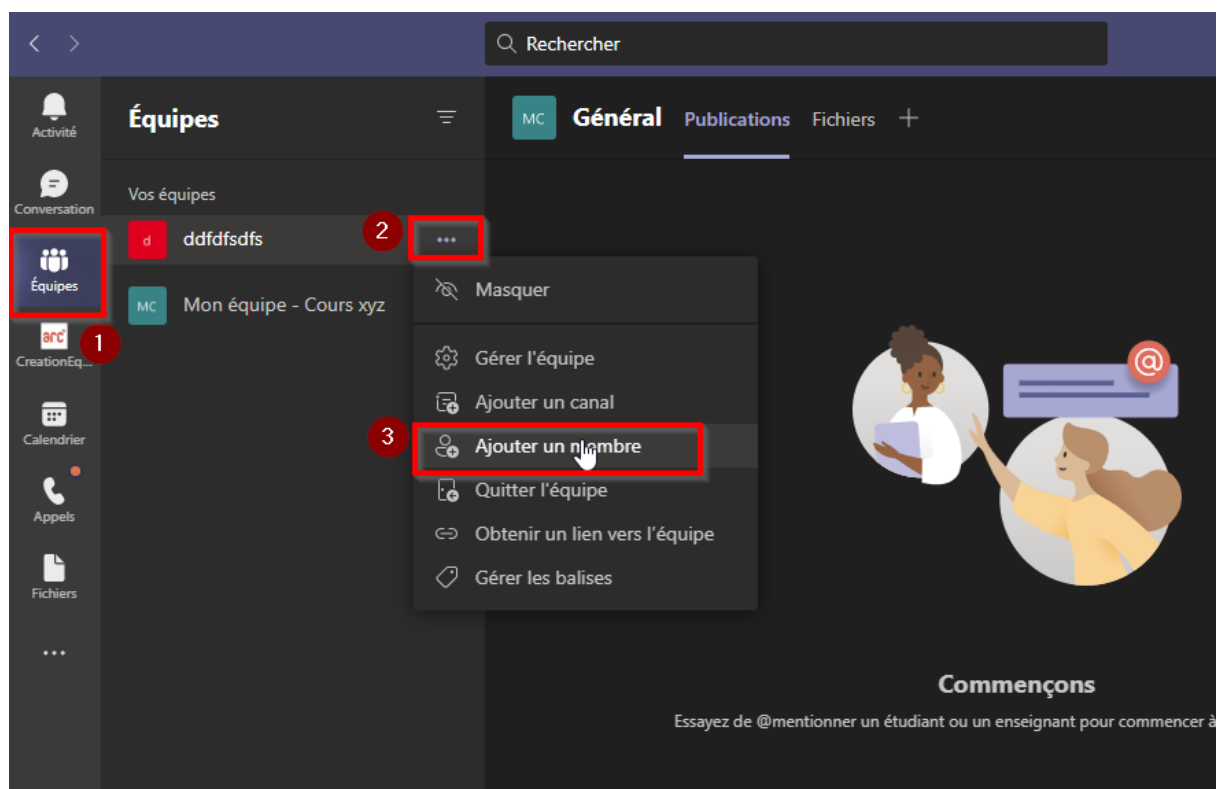 Rechercher
Activité
Équipes
MC
Général
Publications
Fichiers
Conversation
Vos équipes
d
ddfdfsdfs
2
Équipes
MC
Mon équipe - Cours xyz
Masquer
arc
1
CreationEq...
Gérer l'équipe
Ajouter un canal
Calendrier
3
Ajouter un membre
Quitter l'équipe
Appels
Obtenir un lien vers l’équipe
Gérer les balises
Fichiers
@
Commençons
Essayez de @mentionner un étudiant ou un enseignant pour commencer à